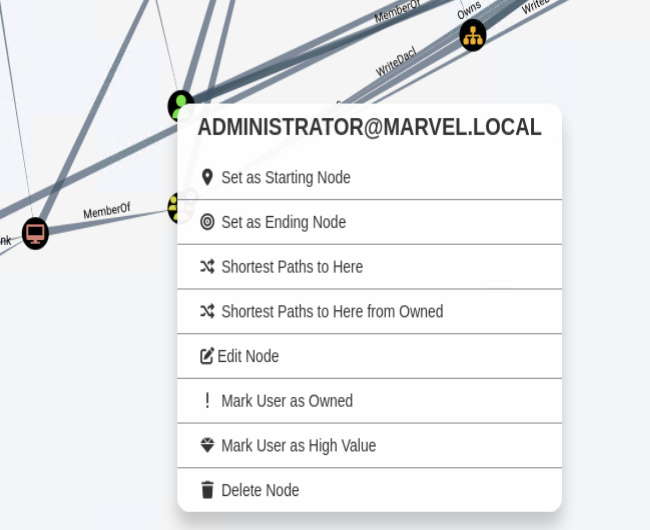 MemberOf
Owns
WriteDacl
ADMINISTRATOR@MARVEL.LOCAL
Set as Starting Node
MemberOf
Set as Ending Node
nk
Shortest Paths to Here
Shortest Paths to Here from Owned
Edit Node
Mark User as Owned
Mark User as High Value
Delete Node